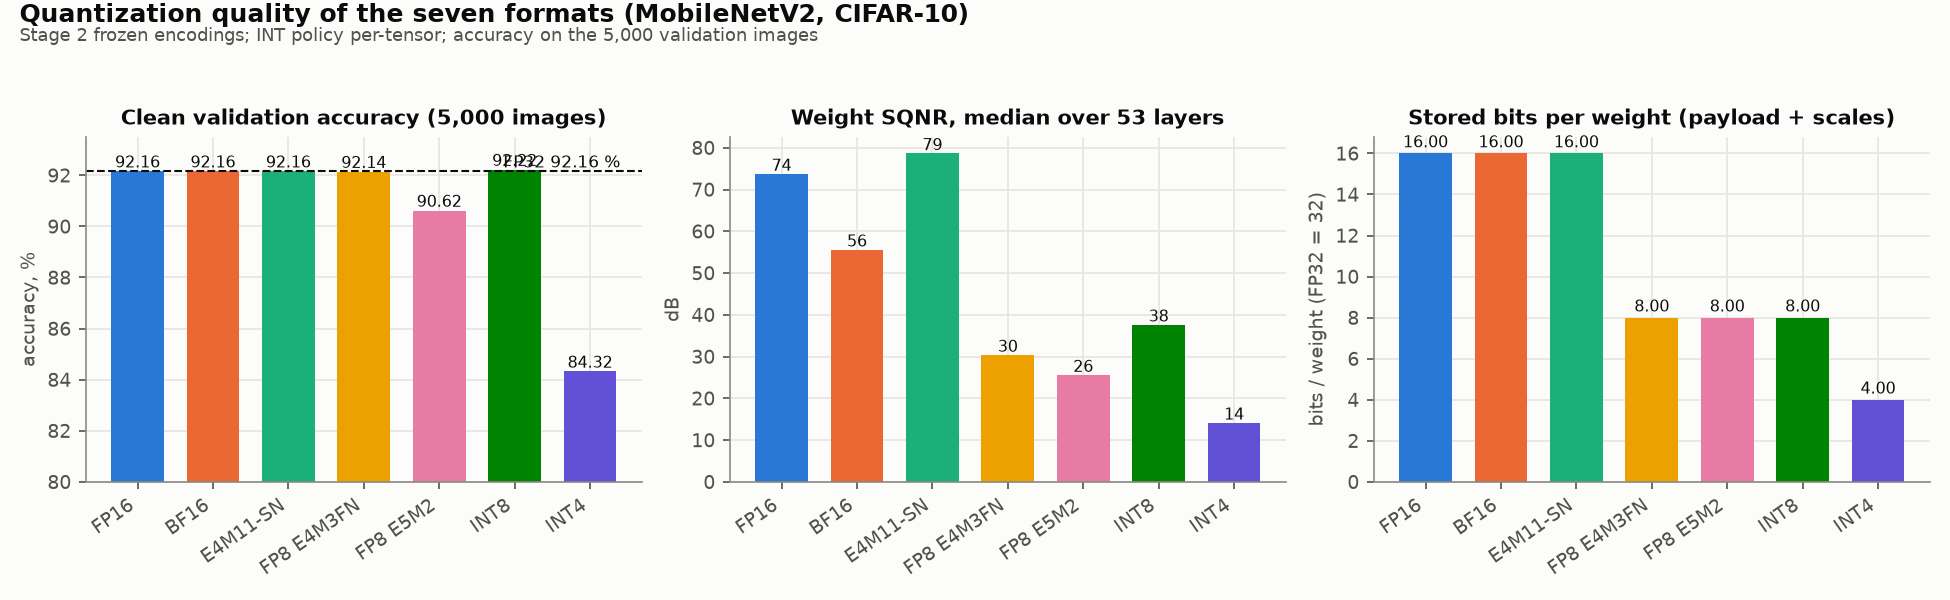 Quantization quality of the seven formats (MobileNetV2, CIFAR-10)
Stage 2 frozen encodings; INT policy per-tensor; accuracy on the 5,000 validation images
Clean validation accuracy (5,000 images)
accuracy, %
92
90
88
86
84
82
80
92.16
92.16
92.16
92.14
90.62
92.22
84.32
FP32 92.16 %
FP16
BF16
E4M11-SN
FP8 E4M3FN
FP8 E5M2
INT8
INT4
Weight SQNR, median over 53 layers
dB
80
70
60
50
40
30
20
10
0
74
56
79
30
26
38
14
FP16
BF16
E4M11-SN
FP8 E4M3FN
FP8 E5M2
INT8
INT4
Stored bits per weight (payload + scales)
bits / weight (FP32 = 32)
16
14
12
10
8
6
4
2
0
16.00
16.00
16.00
8.00
8.00
8.00
4.00
FP16
BF16
E4M11-SN
FP8 E4M3FN
FP8 E5M2
INT8
INT4